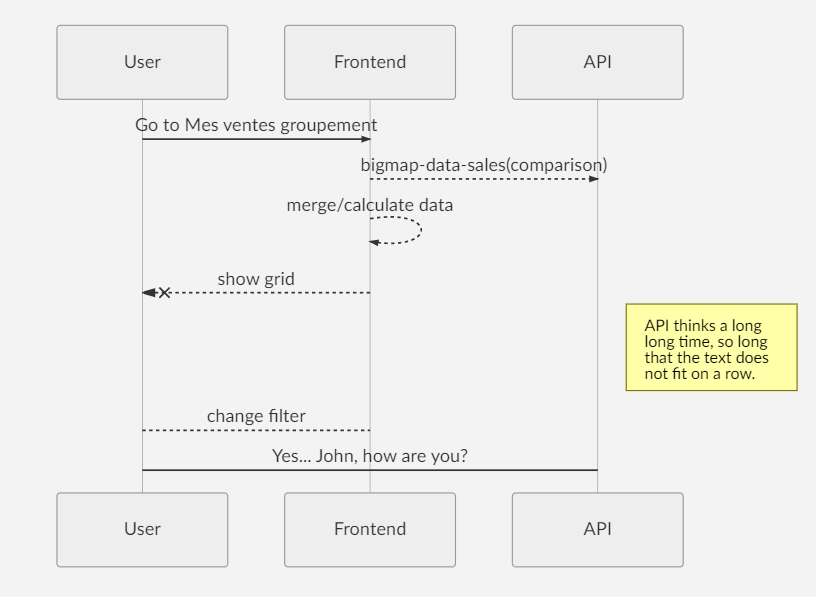 User
Frontend
API
Go to Mes ventes groupement
bigmap-data-sales(comparison)
merge/calculate data
show grid
API thinks a long
long time, so long
that the text does
not fit on a row.
change filter
Yes... John, how are you?
User
Frontend
API